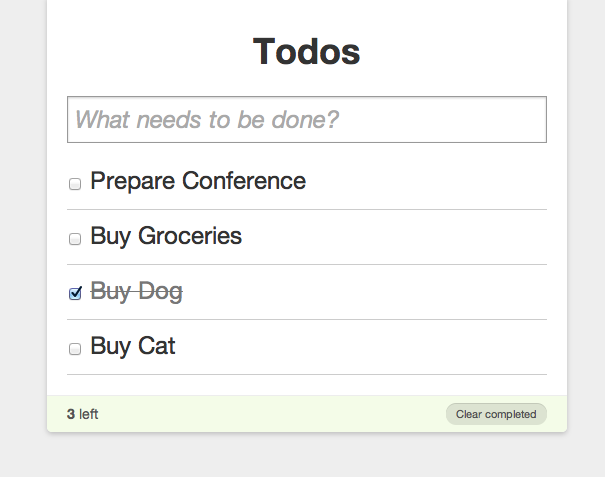 Todos
What needs to be done?
Prepare Conference
Buy Groceries
Buy Dog
Buy Cat
3 left
Clear completed